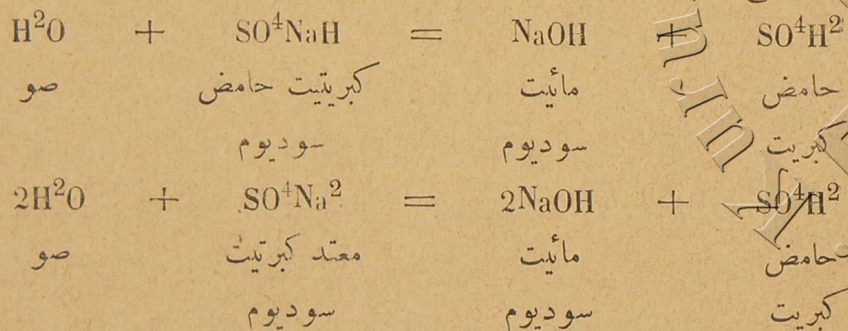 H²O + SO⁴NaH = NaOH + SO⁴H²
حامض مائيت كبريتيت حامض صو
كبريت سوديوم سوديوم
2H²O + SO⁴Na² = 2NaOH + SO⁴H²
حامض مائيت معتد كبرتيت صو
كبريت سوديوم سوديوم